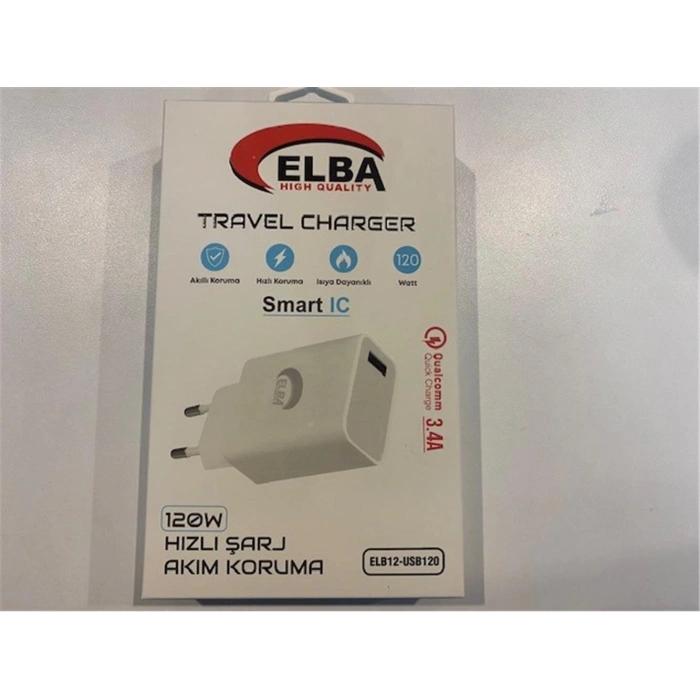 ELBA
HIGH QUALITY
TRAVEL CHARGER
120
Akıllı Koruma
Hızlı Koruma
Isıya Dayanıklı
Watt
Smart IC
ELBA
Qualcomm
Quick Charge
3.4A
120W
HIZLI ŞARJ
AKIM KORUMA
ELB12-USB120